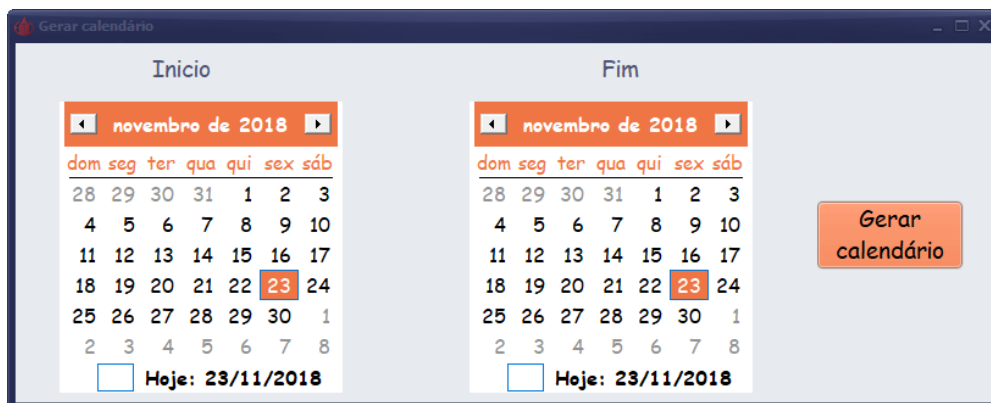 Gerar calendário
Inicio
novembro de 2018
dom seg ter qua qui sex sáb
28 29 30 31 1 2 3
4 5 6 7 8 9 10
11 12 13 14 15 16 17
18 19 20 21 22 23 24
25 26 27 28 29 30 1
2 3 4 5 6 7 8
Hoje: 23/11/2018
Fim
novembro de 2018
dom seg ter qua qui sex sáb
28 29 30 31 1 2 3
4 5 6 7 8 9 10
11 12 13 14 15 16 17
18 19 20 21 22 23 24
25 26 27 28 29 30 1
2 3 4 5 6 7 8
Hoje: 23/11/2018
Gerar
calendário